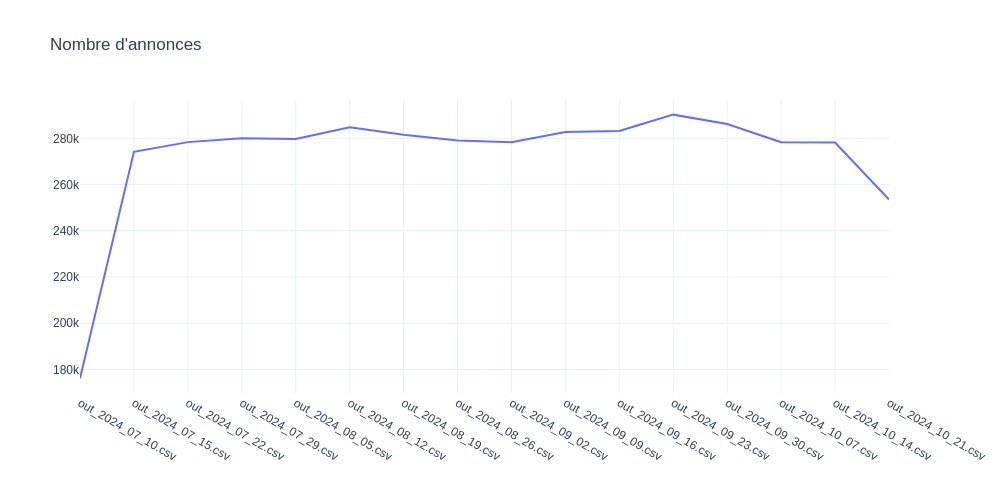 Nombre d'annonces
280k
260k
240k
220k
200k
180k
out_2024_07_10.csv
out_2024_07_15.csv
out_2024_07_22.csv
out_2024_07_29.csv
out_2024_08_05.csv
out_2024_08_12.csv
out_2024_08_19.csv
out_2024_08_26.csv
out_2024_09_02.csv
out_2024_09_09.csv
out_2024_09_16.csv
out_2024_09_23.csv
out_2024_09_30.csv
out_2024_10_07.csv
out_2024_10_14.csv
out_2024_10_21.csv